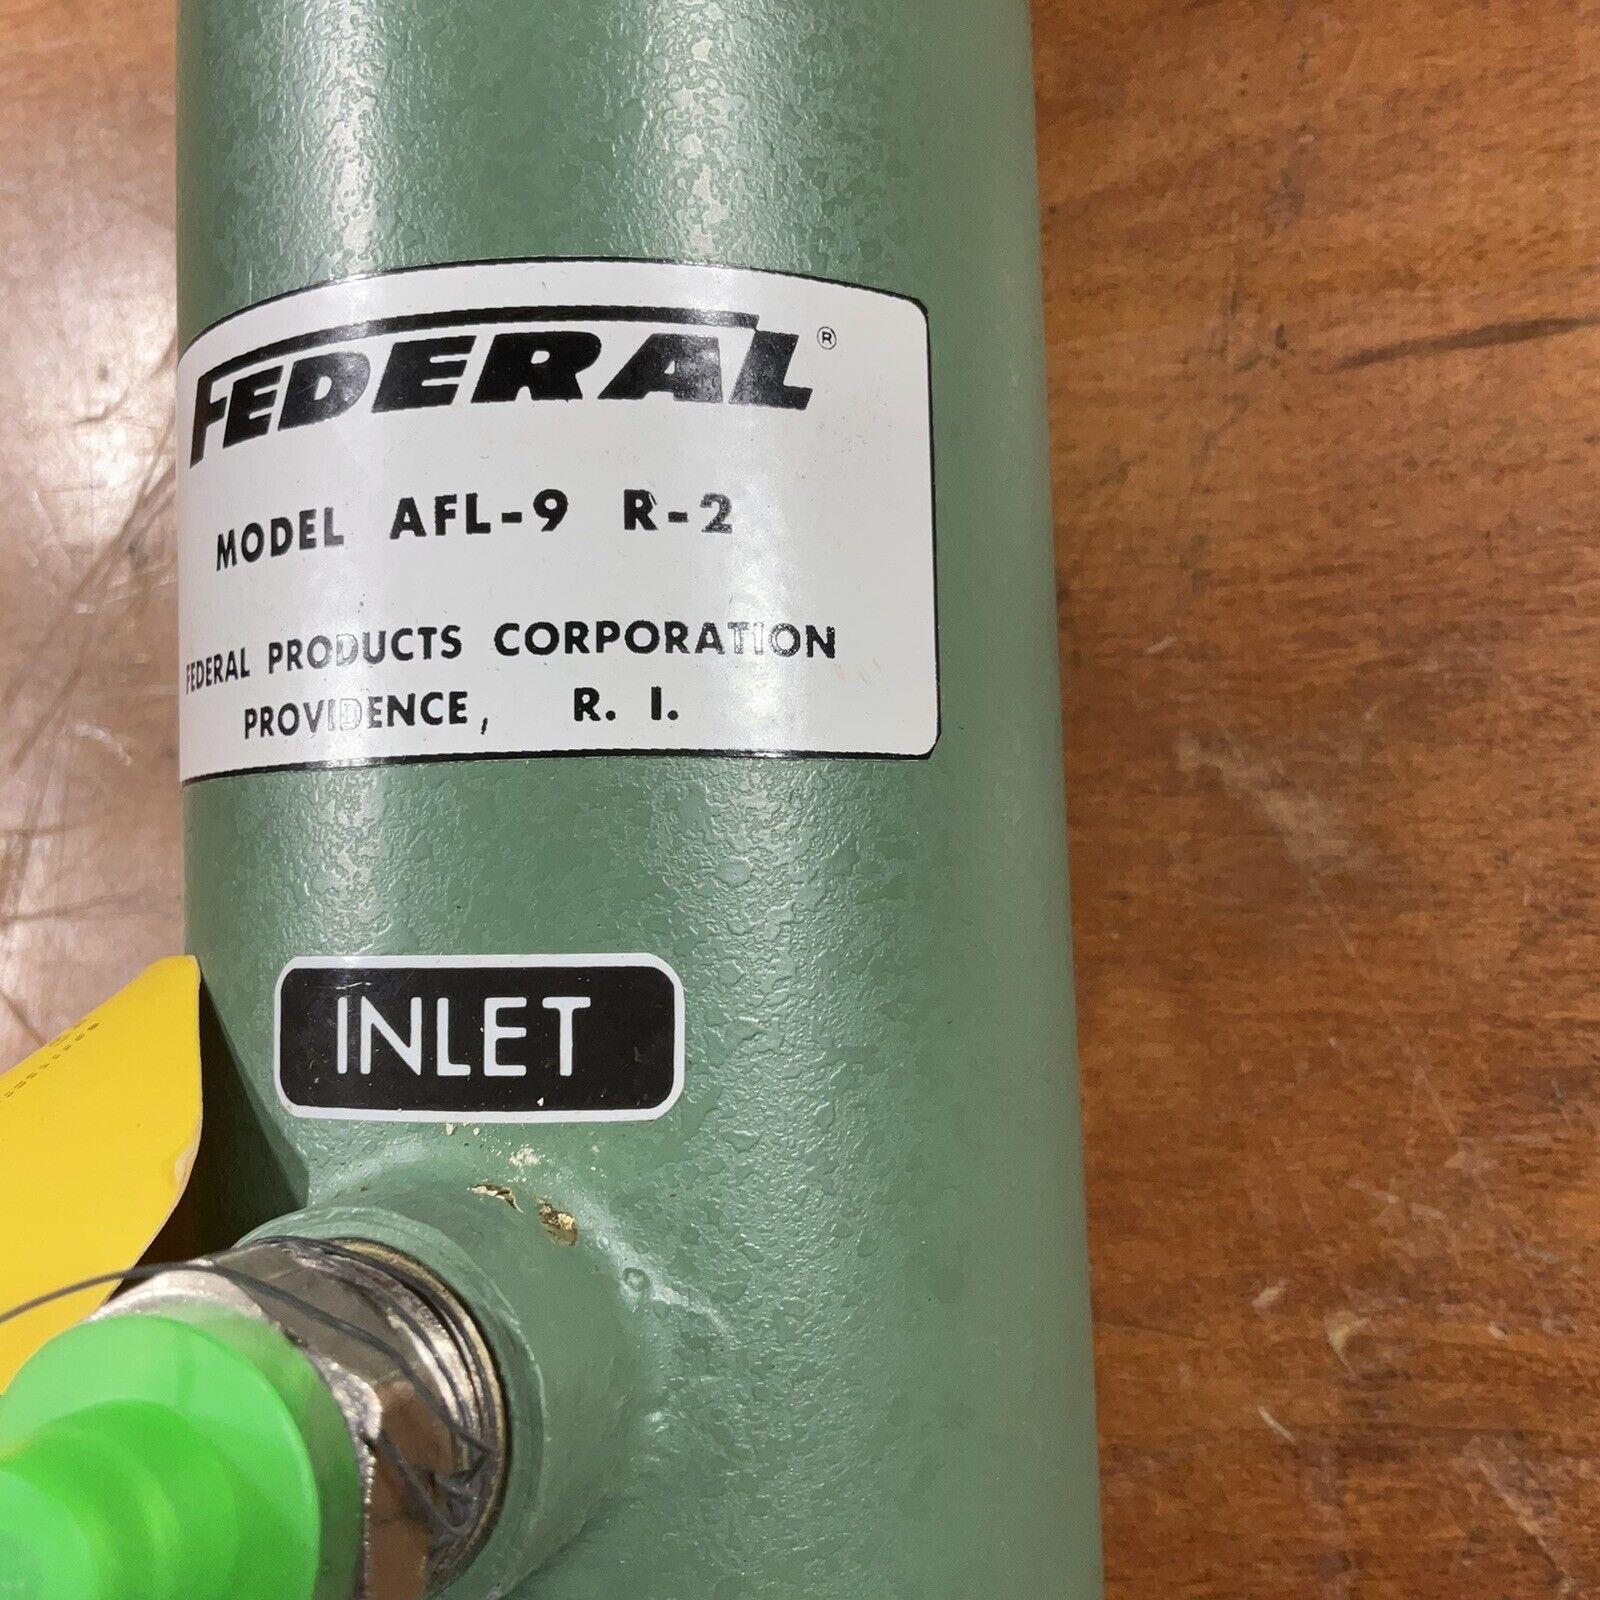 FEDERAL ®
MODEL AFL-9 R-2
FEDERAL PRODUCTS CORPORATION
PROVIDENCE, R. I.
INLET